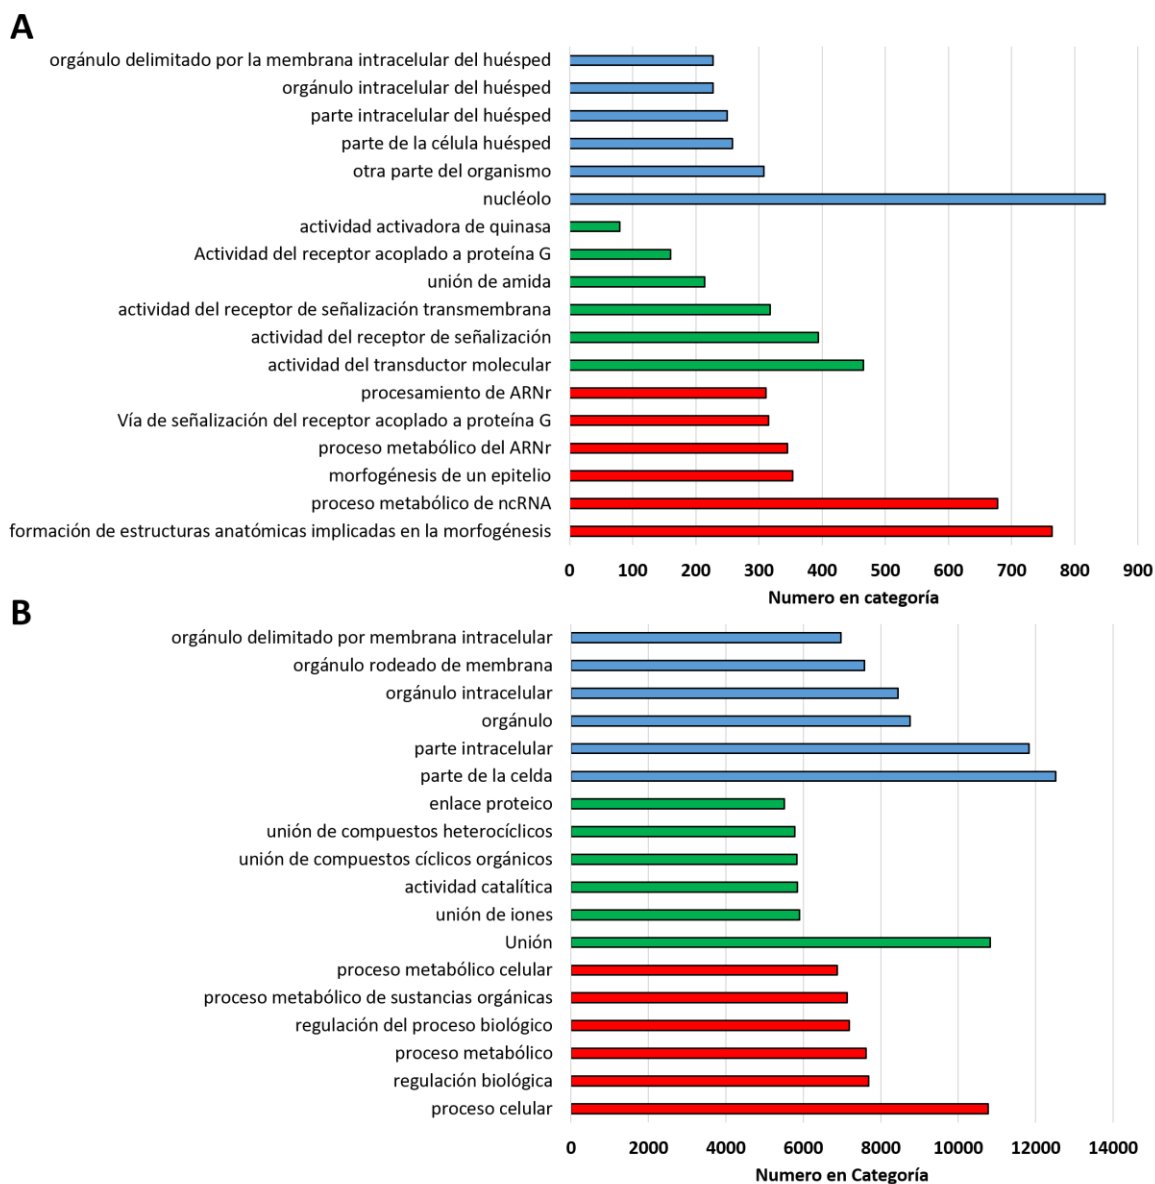 A
orgánulo delimitado por la membrana intracelular del huésped
orgánulo intracelular del huésped
parte intracelular del huésped
parte de la célula huésped
otra parte del organismo
nucléolo
actividad activadora de quinasa
Actividad del receptor acoplado a proteína G
unión de amida
actividad del receptor de señalización transmembrana
actividad del receptor de señalización
actividad del transductor molecular
procesamiento de ARNr
Vía de señalización del receptor acoplado a proteína G
proceso metabólico del ARNr
morfogénesis de un epitelio
proceso metabólico de ncRNA
formación de estructuras anatómicas implicadas en la morfogénesis
0 100 200 300 400 500 600 700 800 900
Numero en categoría
B
orgánulo delimitado por membrana intracelular
orgánulo rodeado de membrana
orgánulo intracelular
orgánulo
parte intracelular
parte de la celda
enlace proteico
unión de compuestos heterocíclicos
unión de compuestos cíclicos orgánicos
actividad catalítica
unión de iones
Unión
proceso metabólico celular
proceso metabólico de sustancias orgánicas
regulación del proceso biológico
proceso metabólico
regulación biológica
proceso celular
0 2000 4000 6000 8000 10000 12000 14000
Numero en Categoría